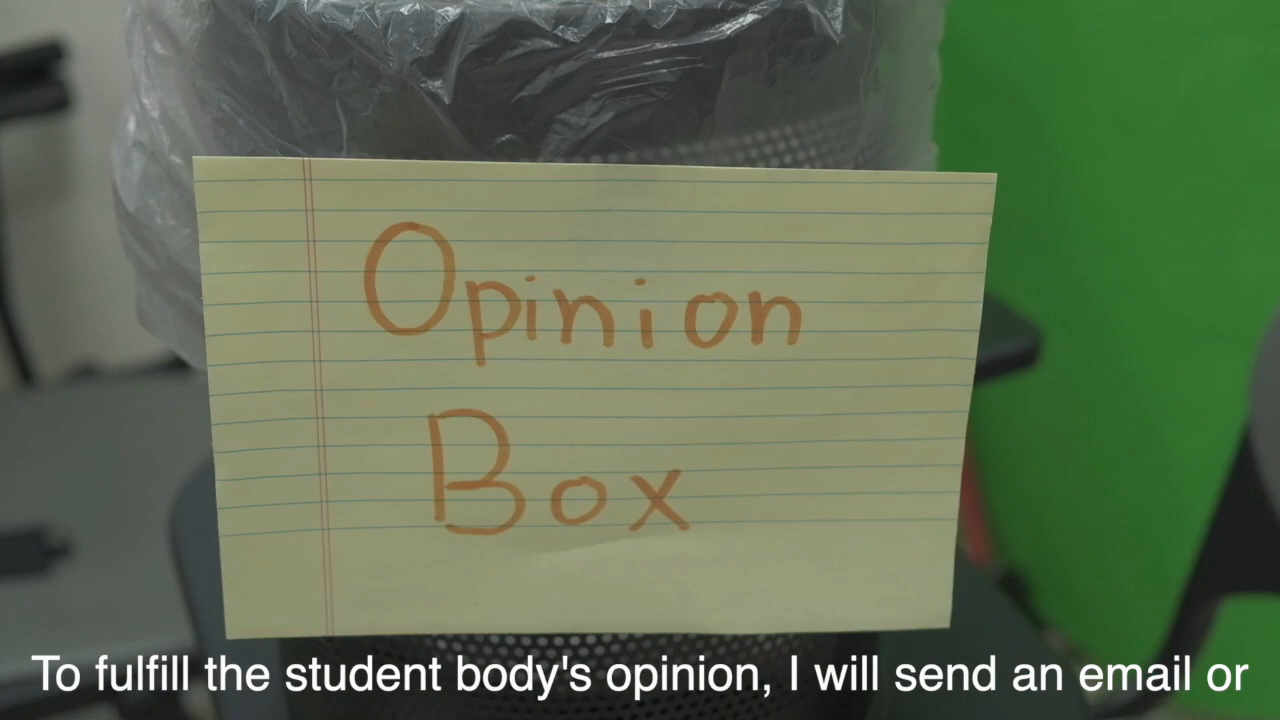 Opinion
Box
To fulfill the student body's opinion, I will send an email or